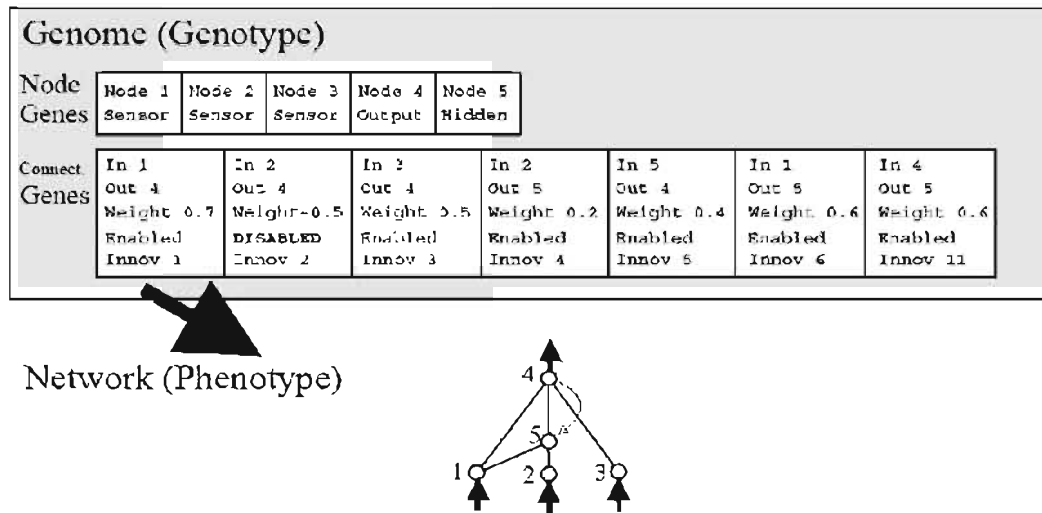 Genome (Genotype)
Node Genes
Node 1 Sensor
Node 2 Sensor
Node 3 Sensor
Node 4 Output
Node 5 Hidden
Connect. Genes
In 1
Out 4
Weight 0.7
Enabled
Innov 1
In 2
Out 4
Weight-0.5
DISABLED
Innov 2
In 3
Out 4
Weight 0.5
Enabled
Innov 3
In 2
Out 5
Weight 0.2
Enabled
Innov 4
In 5
Out 4
Weight 0.4
Enabled
Innov 5
In 1
Out 5
Weight 0.6
Enabled
Innov 6
In 4
Out 5
Weight 0.6
Enabled
Innov 11
Network (Phenotype)
4
5
1
2
3